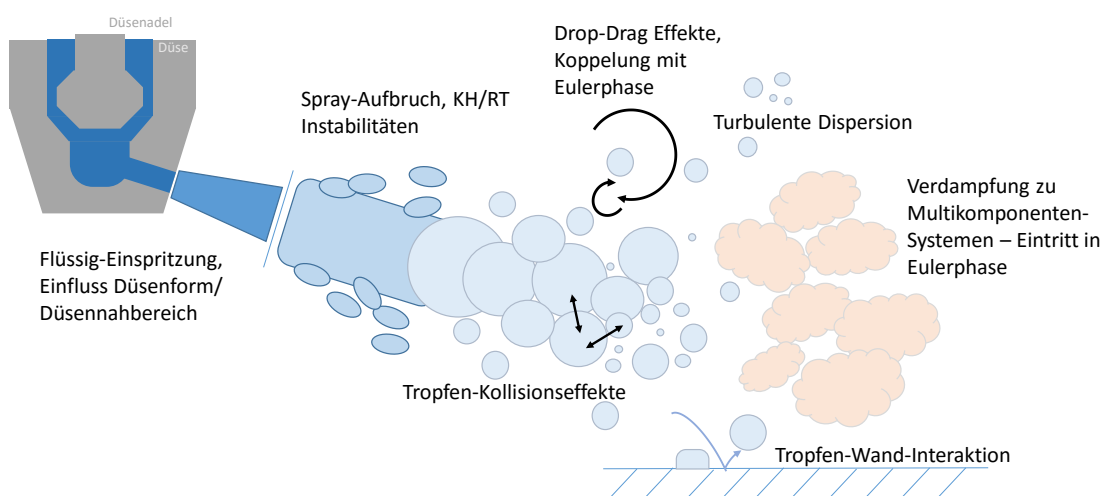 Düsenadel
Düse
Drop-Drag Effekte,
Koppelung mit
Eulerphase
Spray-Aufbruch, KH/RT
Instabilitäten
Turbulente Dispersion
Verdampfung zu
Multikomponenten-
Systemen – Eintritt in
Eulerphase
Flüssig-Einspritzung,
Einfluss Düsenform/
Düsennahbereich
Tropfen-Kollisionseffekte
Tropfen-Wand-Interaktion